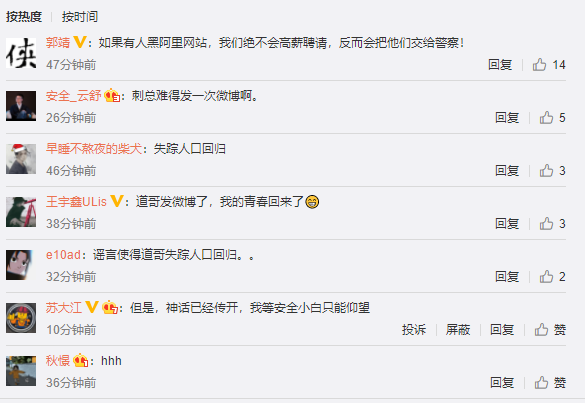 按热度 按时间
郭靖：如果有人黑阿里网站，我们绝不会高薪聘请，反而会把他们交给警察！
47分钟前 回复 14
安全_云舒：刺总难得发一次微博啊。
26分钟前 回复 5
早睡不熬夜的柴犬：失踪人口回归
46分钟前 回复 3
王宇鑫ULis：道哥发微博了，我的青春回来了
38分钟前 回复 3
e10ad：谣言使得道哥失踪人口回归。。
32分钟前 回复 2
苏大江：但是，神话已经传开，我等安全小白只能仰望
10分钟前 投诉 屏蔽 回复 赞
秋憬：hhh
36分钟前 回复 赞